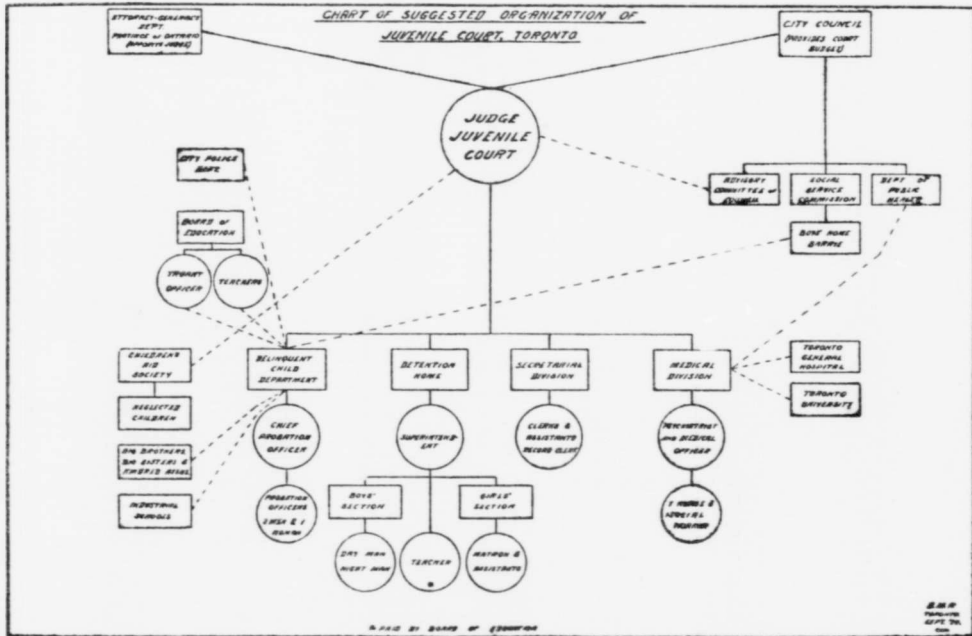 CHART OF SUGGESTED ORGANIZATION OF
JUVENILE COURT, TORONTO
ATTORNEY-GENERAL'S
DEPT
PROVINCE OF ONTARIO
(APPOINTS JUDGE)
CITY COUNCIL
(PROVIDES COURT
BUDGET)
JUDGE
JUVENILE
COURT
CITY POLICE
DEPT.
ADVISORY
COMMITTEE OF
COUNCIL
SOCIAL
SERVICE
COMMISSION
DEPT OF
PUBLIC
HEALTH
BOARD OF
EDUCATION
BOYS HOME
BARRIE
TRUANT
OFFICER
TEACHERS
CHILDREN'S
AID
SOCIETY
DELINQUENT
CHILD
DEPARTMENT
DETENTION
HOME
SECRETARIAL
DIVISION
MEDICAL
DIVISION
TORONTO
GENERAL
HOSPITAL
TORONTO
UNIVERSITY
NEGLECTED
CHILDREN
CHIEF
PROBATION
OFFICER
SUPERINTEND-
ENT
CLERKS &
ASSISTANTS
RECORD CLERK
PSYCHIATRIST
AND MEDICAL
OFFICER
BIG BROTHERS
BIG SISTERS &
KINDRED ASSNS.
INDUSTRIAL
SCHOOLS
PROBATION
OFFICERS
BOYS'
SECTION
GIRLS'
SECTION
DAY MAN
NIGHT MAN
TEACHER
MATRON &
ASSISTANTS
PAID BY BOARD OF EDUCATION
B.M.R
TORONTO
SEPT